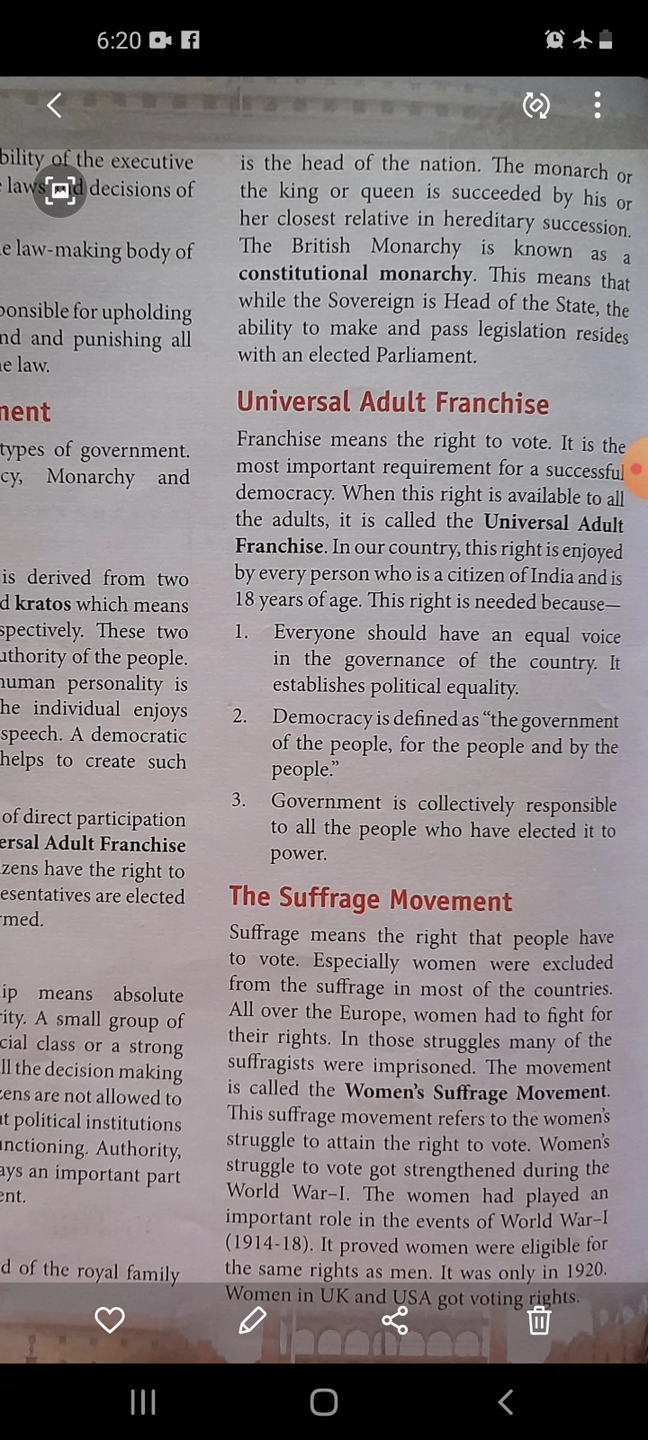 6:20
bility of the executive
laws and decisions of
e law-making body of
ponsible for upholding
nd and punishing all
e law.
nent
types of government.
cy, Monarchy and
is derived from two
d kratos which means
spectively. These two
uthority of the people.
human personality is
he individual enjoys
speech. A democratic
helps to create such
of direct participation
ersal Adult Franchise
zens have the right to
esentatives are elected
rmed.
ip means absolute
rity. A small group of
cial class or a strong
ll the decision making
zens are not allowed to
at political institutions
unctioning. Authority,
ays an important part
ent.
d of the royal family
is the head of the nation. The monarch or
the king or queen is succeeded by his or
her closest relative in hereditary succession.
The British Monarchy is known as a
constitutional monarchy. This means that
while the Sovereign is Head of the State, the
ability to make and pass legislation resides
with an elected Parliament.
Universal Adult Franchise
Franchise means the right to vote. It is the
most important requirement for a successful
democracy. When this right is available to all
the adults, it is called the Universal Adult
Franchise. In our country, this right is enjoyed
by every person who is a citizen of India and is
18 years of age. This right is needed because—
1. Everyone should have an equal voice
in the governance of the country. It
establishes political equality.
2. Democracy is defined as “the government
of the people, for the people and by the
people.”
3. Government is collectively responsible
to all the people who have elected it to
power.
The Suffrage Movement
Suffrage means the right that people have
to vote. Especially women were excluded
from the suffrage in most of the countries.
All over the Europe, women had to fight for
their rights. In those struggles many of the
suffragists were imprisoned. The movement
is called the Women’s Suffrage Movement.
This suffrage movement refers to the women’s
struggle to attain the right to vote. Women’s
struggle to vote got strengthened during the
World War–I. The women had played an
important role in the events of World War–I
(1914-18). It proved women were eligible for
the same rights as men. It was only in 1920.
Women in UK and USA got voting rights.